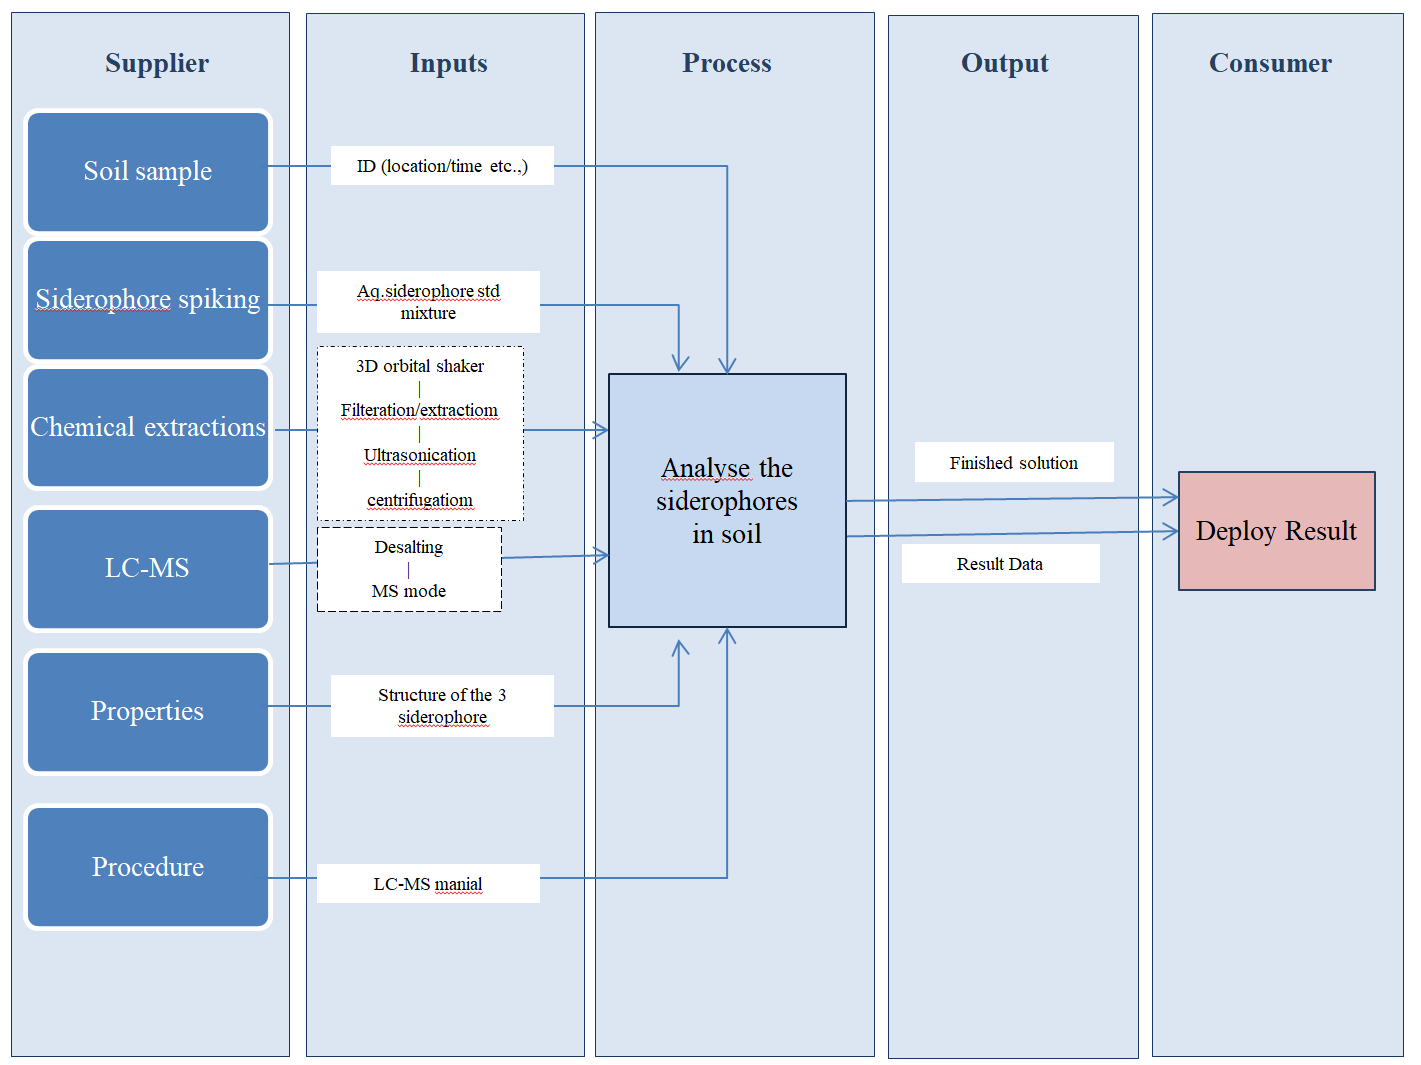 Supplier
Inputs
Process
Output
Consumer
Soil sample
ID (location/time etc.,)
Siderophore spiking
Aq.siderophore std
mixture
Chemical extractions
3D orbital shaker
Filteration/extractiom
Ultrasonication
centrifugatiom
LC-MS
Desalting
MS mode
Analyse the
siderophores
in soil
Finished solution
Result Data
Deploy Result
Properties
Structure of the 3
siderophore
Procedure
LC-MS manial